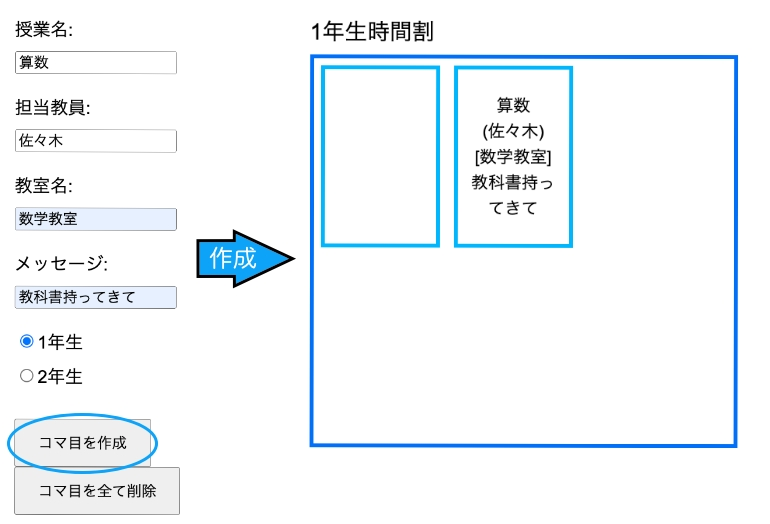 授業名:
算数
担当教員:
佐々木
教室名:
数学教室
メッセージ:
教科書持ってきて
1年生
2年生
コマ目を作成
コマ目を全て削除
作成
1年生時間割
算数
(佐々木)
[数学教室]
教科書持っ
てきて